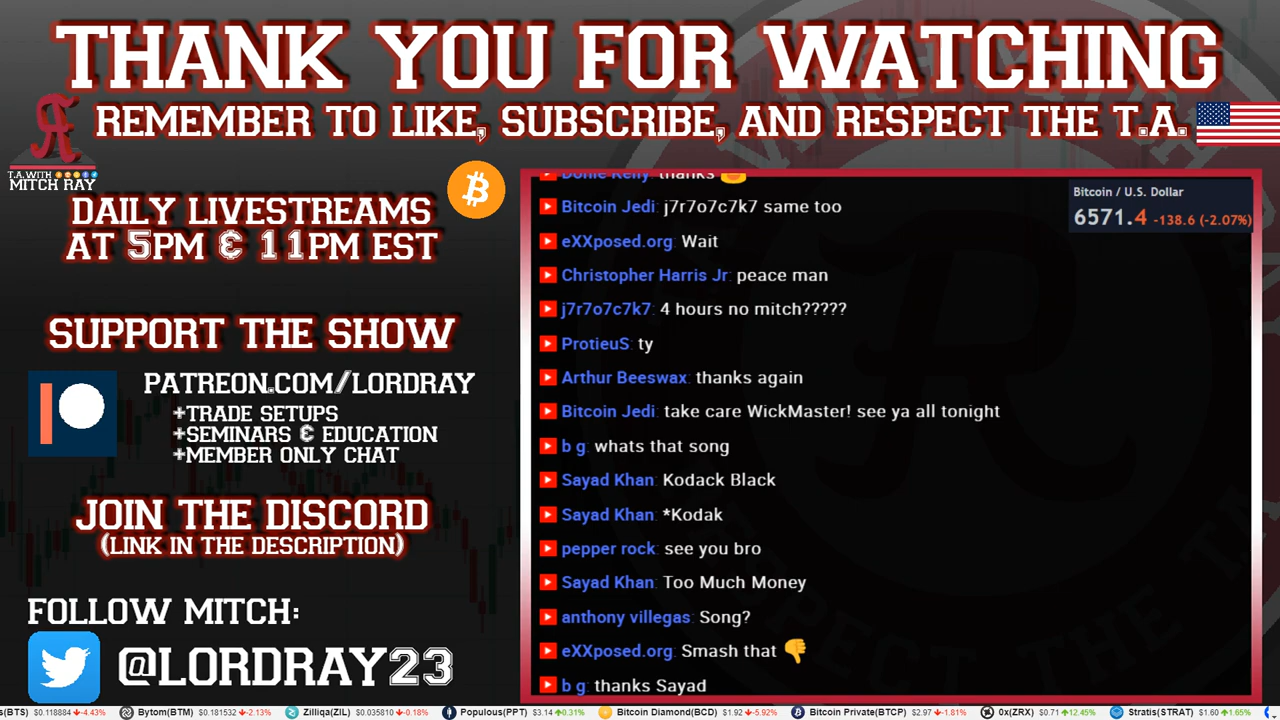 THANK YOU FOR WATCHING
REMEMBER TO LIKE, SUBSCRIBE, AND RESPECT THE T.A.
T.A. WITH
MITCH RAY
DAILY LIVESTREAMS
AT 5PM & 11PM EST
SUPPORT THE SHOW
PATREON.COM/LORDRAY
+TRADE SETUPS
+SEMINARS & EDUCATION
+MEMBER ONLY CHAT
JOIN THE DISCORD
(LINK IN THE DESCRIPTION)
FOLLOW MITCH:
@LORDRAY23
Bitcoin / U.S. Dollar
6571.4 -138.6 (-2.07%)
Donie Kelly: thanks
Bitcoin Jedi: j7r7o7c7k7 same too
eXXposed.org: Wait
Christopher Harris Jr: peace man
j7r7o7c7k7: 4 hours no mitch?????
ProtieuS: ty
Arthur Beeswax: thanks again
Bitcoin Jedi: take care WickMaster! see ya all tonight
b g: whats that song
Sayad Khan: Kodack Black
Sayad Khan: *Kodak
pepper rock: see you bro
Sayad Khan: Too Much Money
anthony villegas: Song?
eXXposed.org: Smash that 👎
b g: thanks Sayad
s(BTS) $0.118884 -4.43% Bytom(BTM) $0.181532 -2.13% Zilliqa(ZIL) $0.035810 -0.18% Populous(PPT) $3.14 0.31% Bitcoin Diamond(BCD) $1.92 -5.92% Bitcoin Private(BTCP) $2.97 -1.81% 0x(ZRX) $0.71 12.45% Stratis(STRAT) $1.60 1.65%